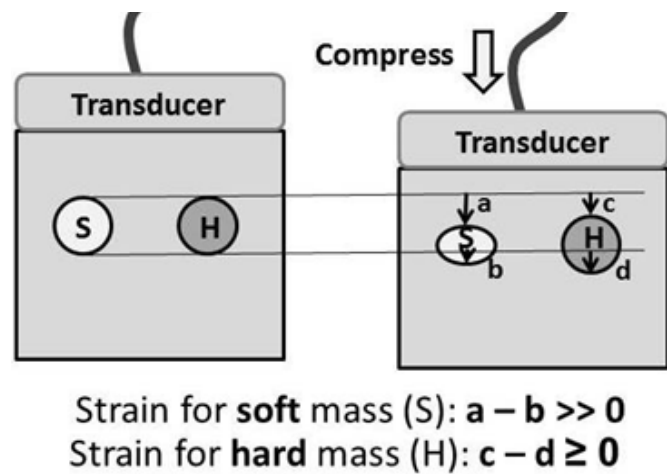 Compress
Transducer
Transducer
S
H
a
c
S
H
b
d
Strain for soft mass (S): a – b >> 0
Strain for hard mass (H): c – d ≥ 0